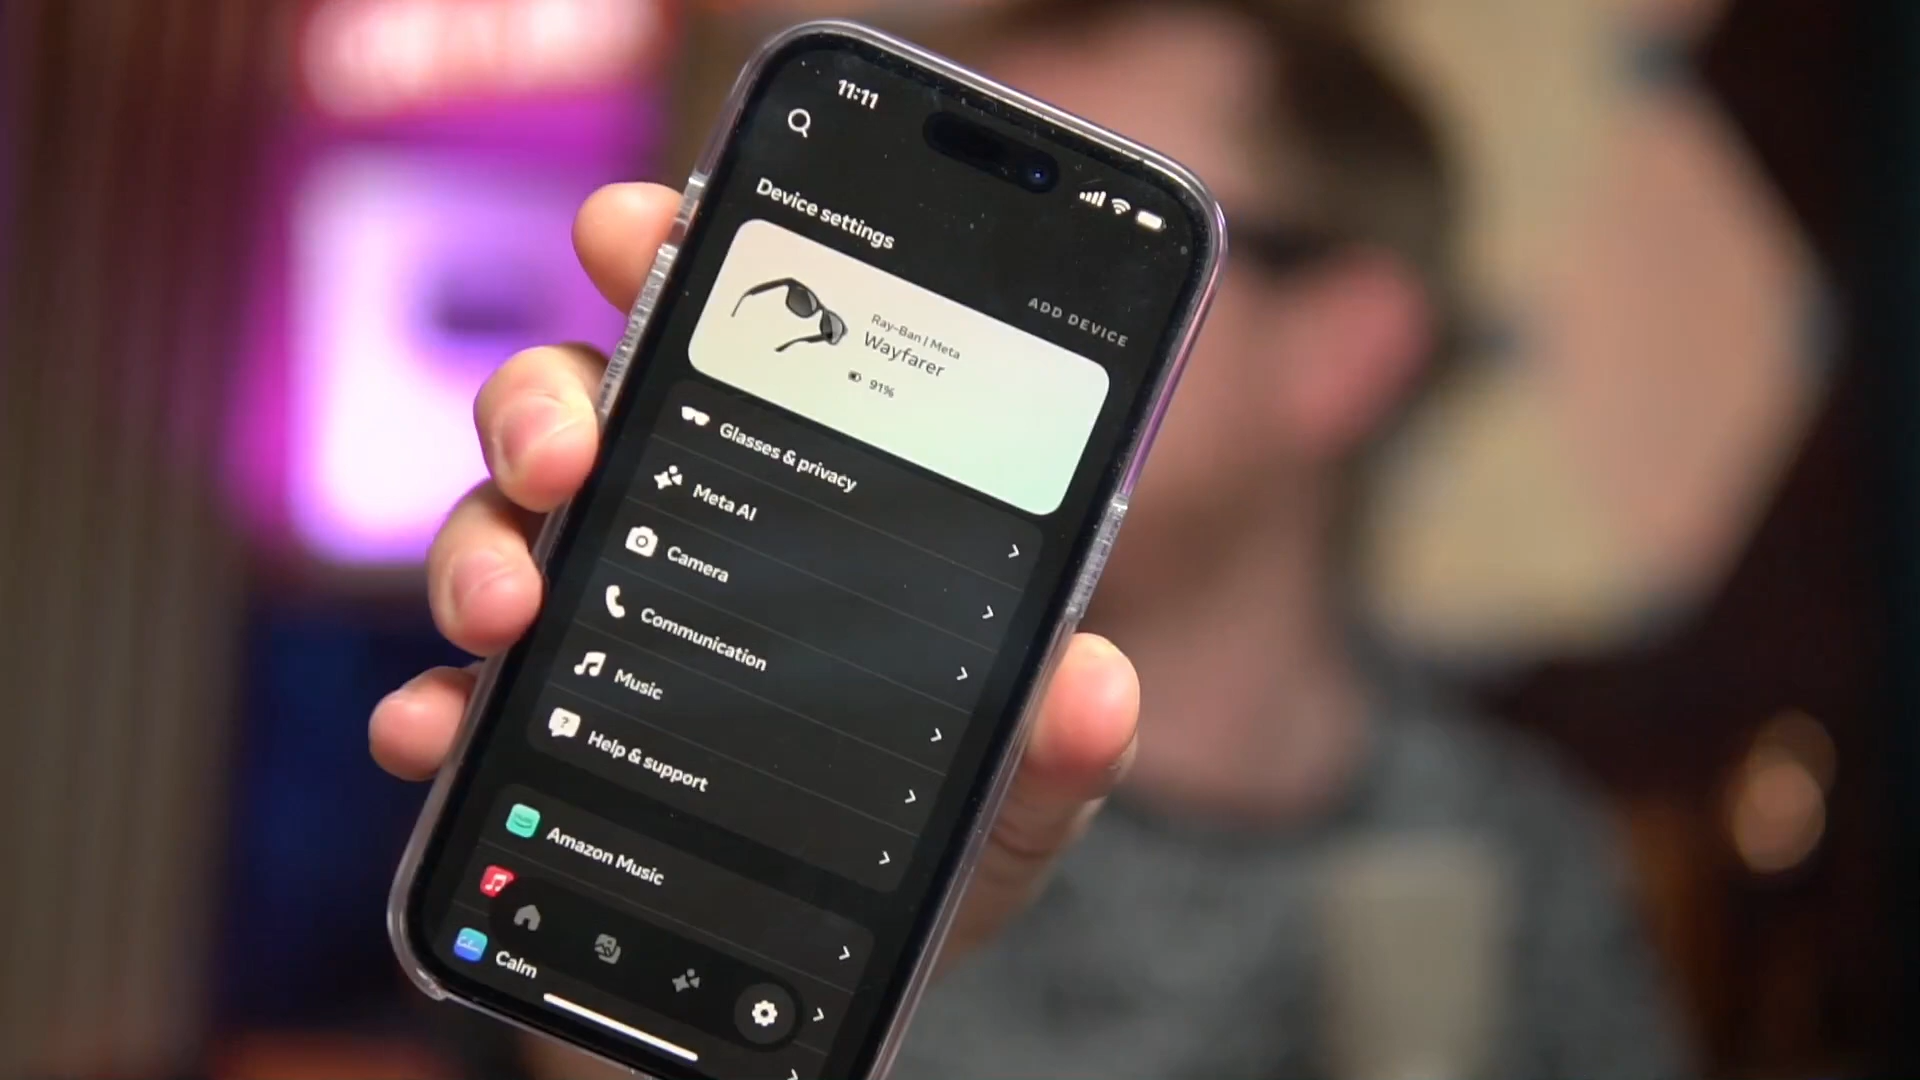 11:11
Device settings
ADD DEVICE
Ray-Ban | Meta
Wayfarer
91%
Glasses & privacy
Meta AI
Camera
Communication
Music
Help & support
Amazon Music
Calm